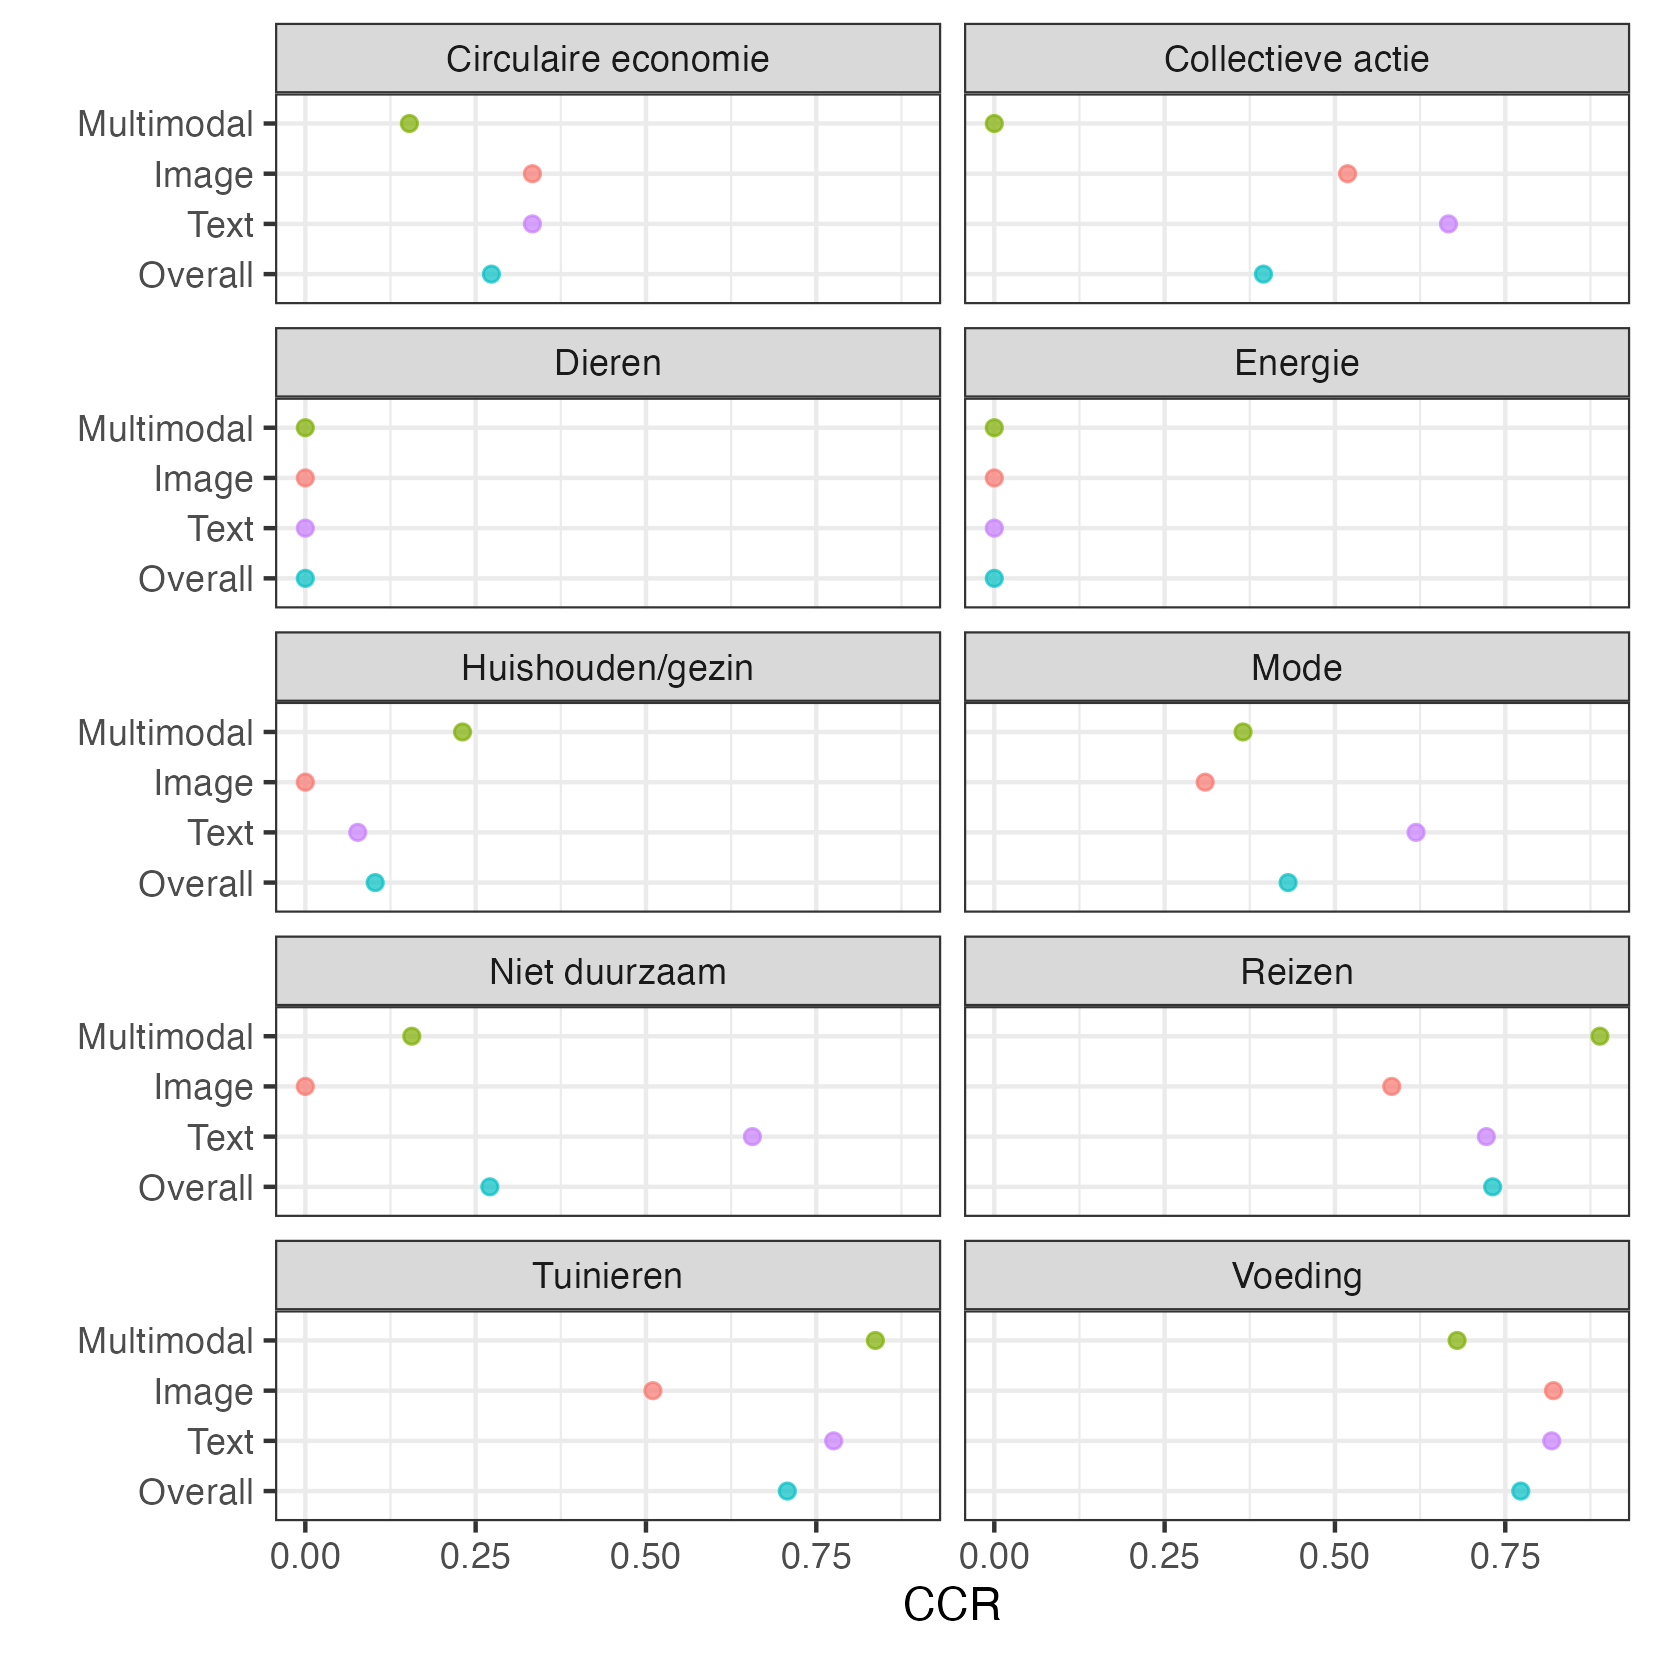 Circulaire economie
Collectieve actie
Multimodal
Image
Text
Overall
Dieren
Energie
Multimodal
Image
Text
Overall
Huishouden/gezin
Mode
Multimodal
Image
Text
Overall
Niet duurzaam
Reizen
Multimodal
Image
Text
Overall
Tuinieren
Voeding
Multimodal
Image
Text
Overall
0.00 0.25 0.50 0.75 0.00 0.25 0.50 0.75
CCR